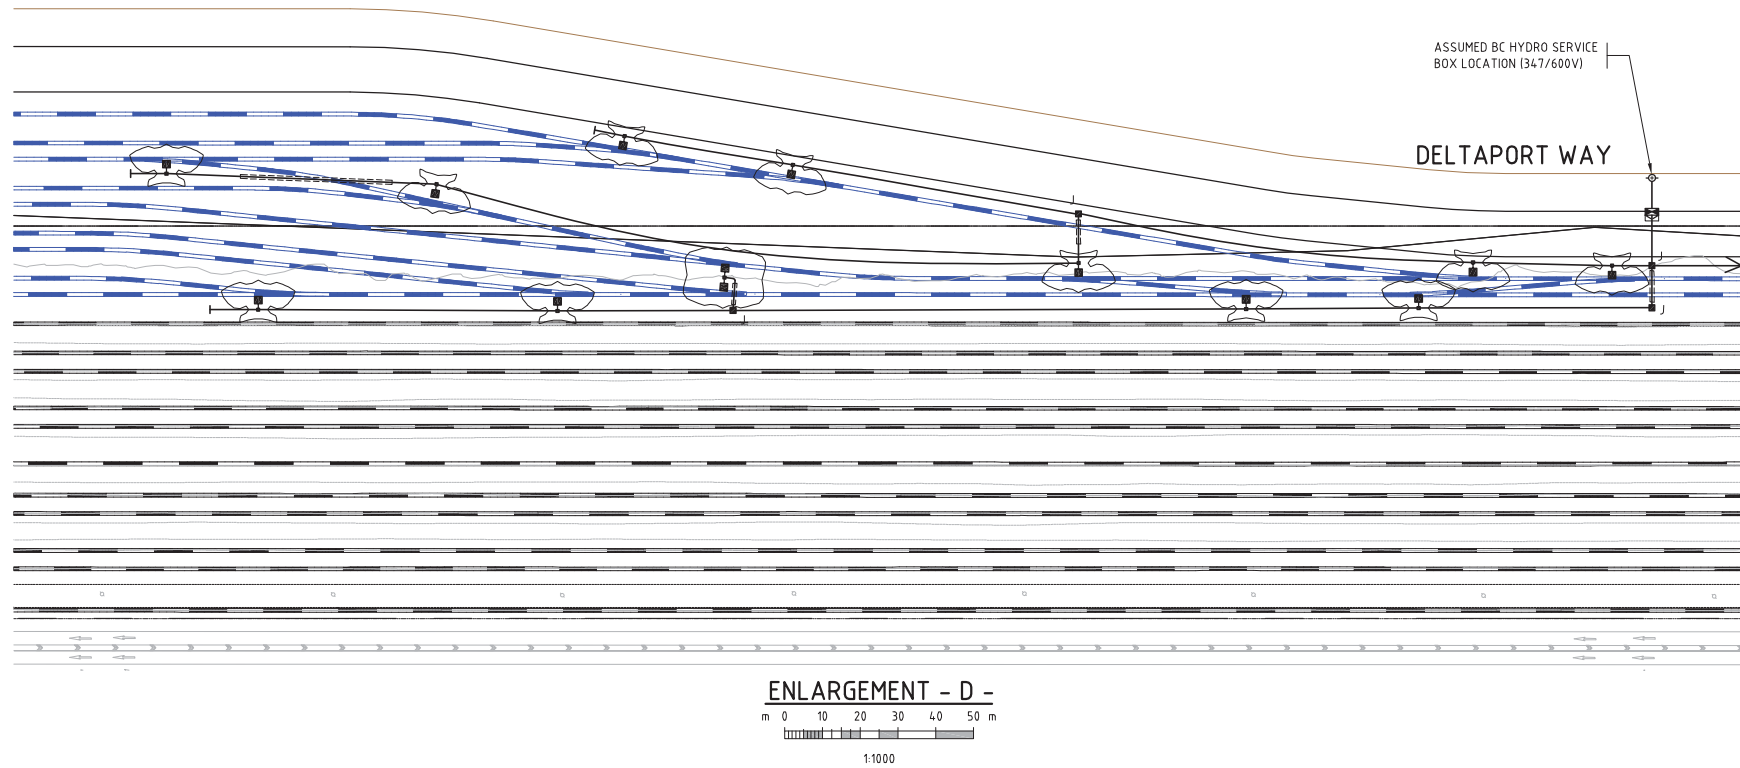 ASSUMED BC HYDRO SERVICE
BOX LOCATION (347/600V)
DELTAPORT WAY
J
J
J
J
ENLARGEMENT - D -
m 0 10 20 30 40 50 m
1:1000